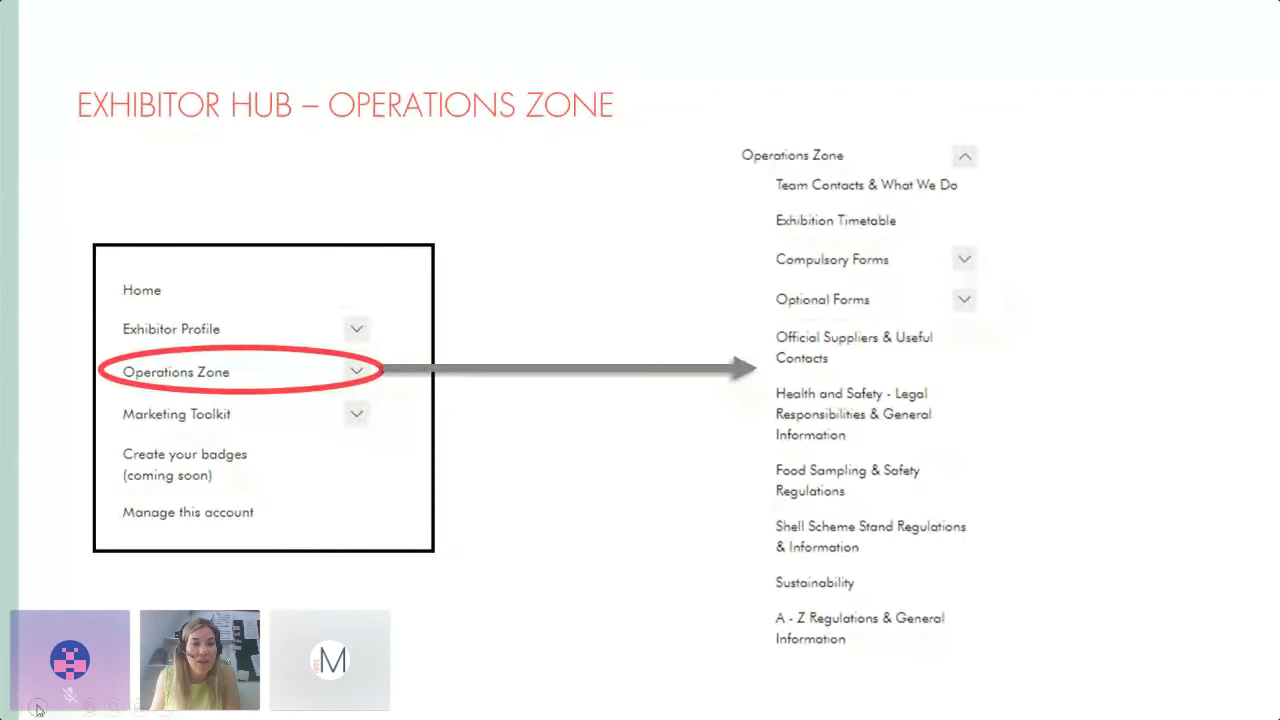 EXHIBITOR HUB – OPERATIONS ZONE
Home
Exhibitor Profile
Operations Zone
Marketing Toolkit
Create your badges
(coming soon)
Manage this account
Operations Zone
Team Contacts & What We Do
Exhibition Timetable
Compulsory Forms
Optional Forms
Official Suppliers & Useful
Contacts
Health and Safety - Legal
Responsibilities & General
Information
Food Sampling & Safety
Regulations
Shell Scheme Stand Regulations
& Information
Sustainability
A - Z Regulations & General
Information
M